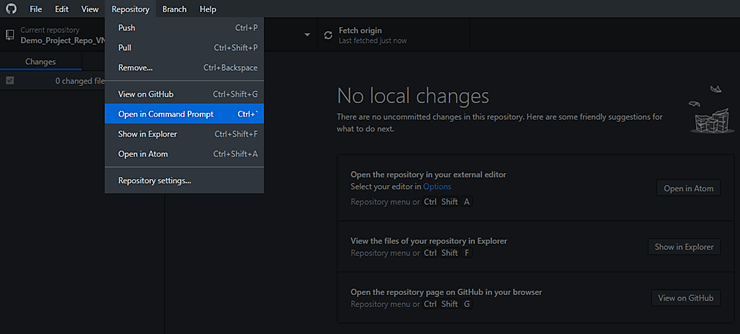 File Edit View Repository Branch Help
Current repository
Demo_Project_Repo_VN
Fetch origin
Last fetched just now
Changes
0 changed file
Push Ctrl+P
Pull Ctrl+Shift+P
Remove... Ctrl+Backspace
View on GitHub Ctrl+Shift+G
Open in Command Prompt Ctrl+`
Show in Explorer Ctrl+Shift+F
Open in Atom Ctrl+Shift+A
Repository settings...
No local changes
There are no uncommitted changes in this repository. Here are some friendly suggestions for
what to do next.
Open the repository in your external editor
Select your editor in Options
Repository menu or Ctrl Shift A
Open in Atom
View the files of your repository in Explorer
Repository menu or Ctrl Shift F
Show in Explorer
Open the repository page on GitHub in your browser
Repository menu or Ctrl Shift G
View on GitHub